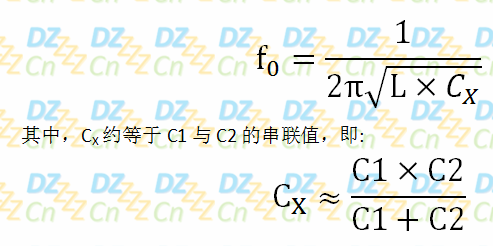 f₀ = 1 / (2π√(L × Cₓ))
其中，Cₓ 约等于 C1 与 C2 的串联值，即:
Cₓ ≈ (C1 × C2) / (C1 + C2)